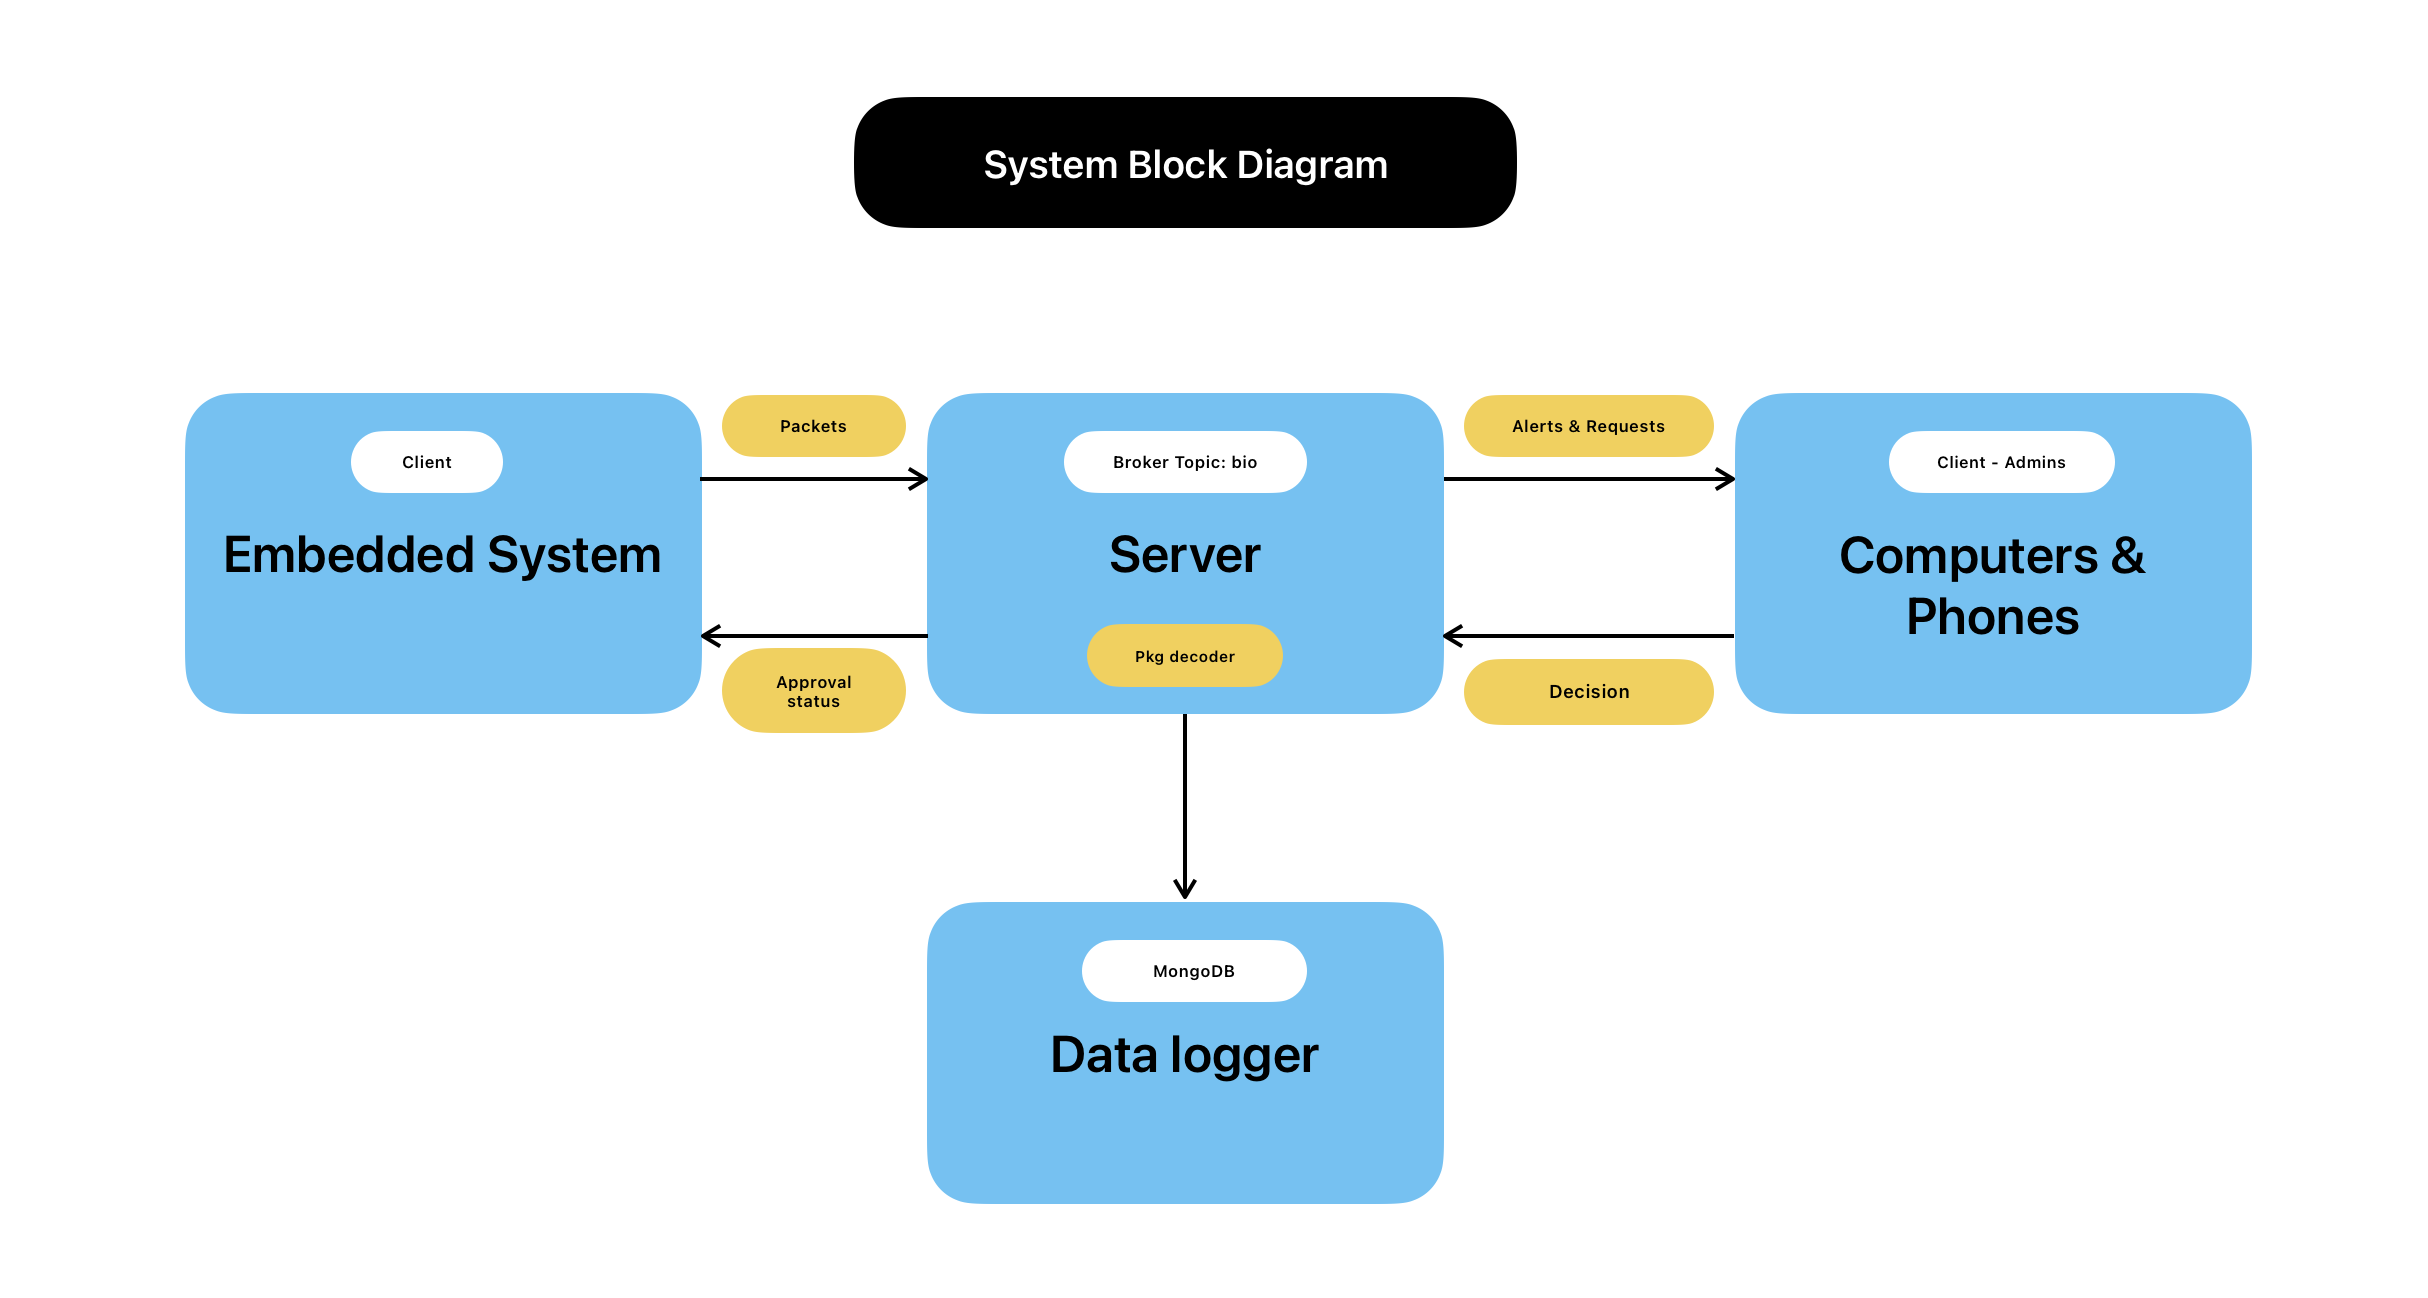 System Block Diagram
Client
Embedded System
Packets
Approval
status
Broker Topic: bio
Server
Pkg decoder
Alerts & Requests
Decision
Client - Admins
Computers &
Phones
MongoDB
Data logger